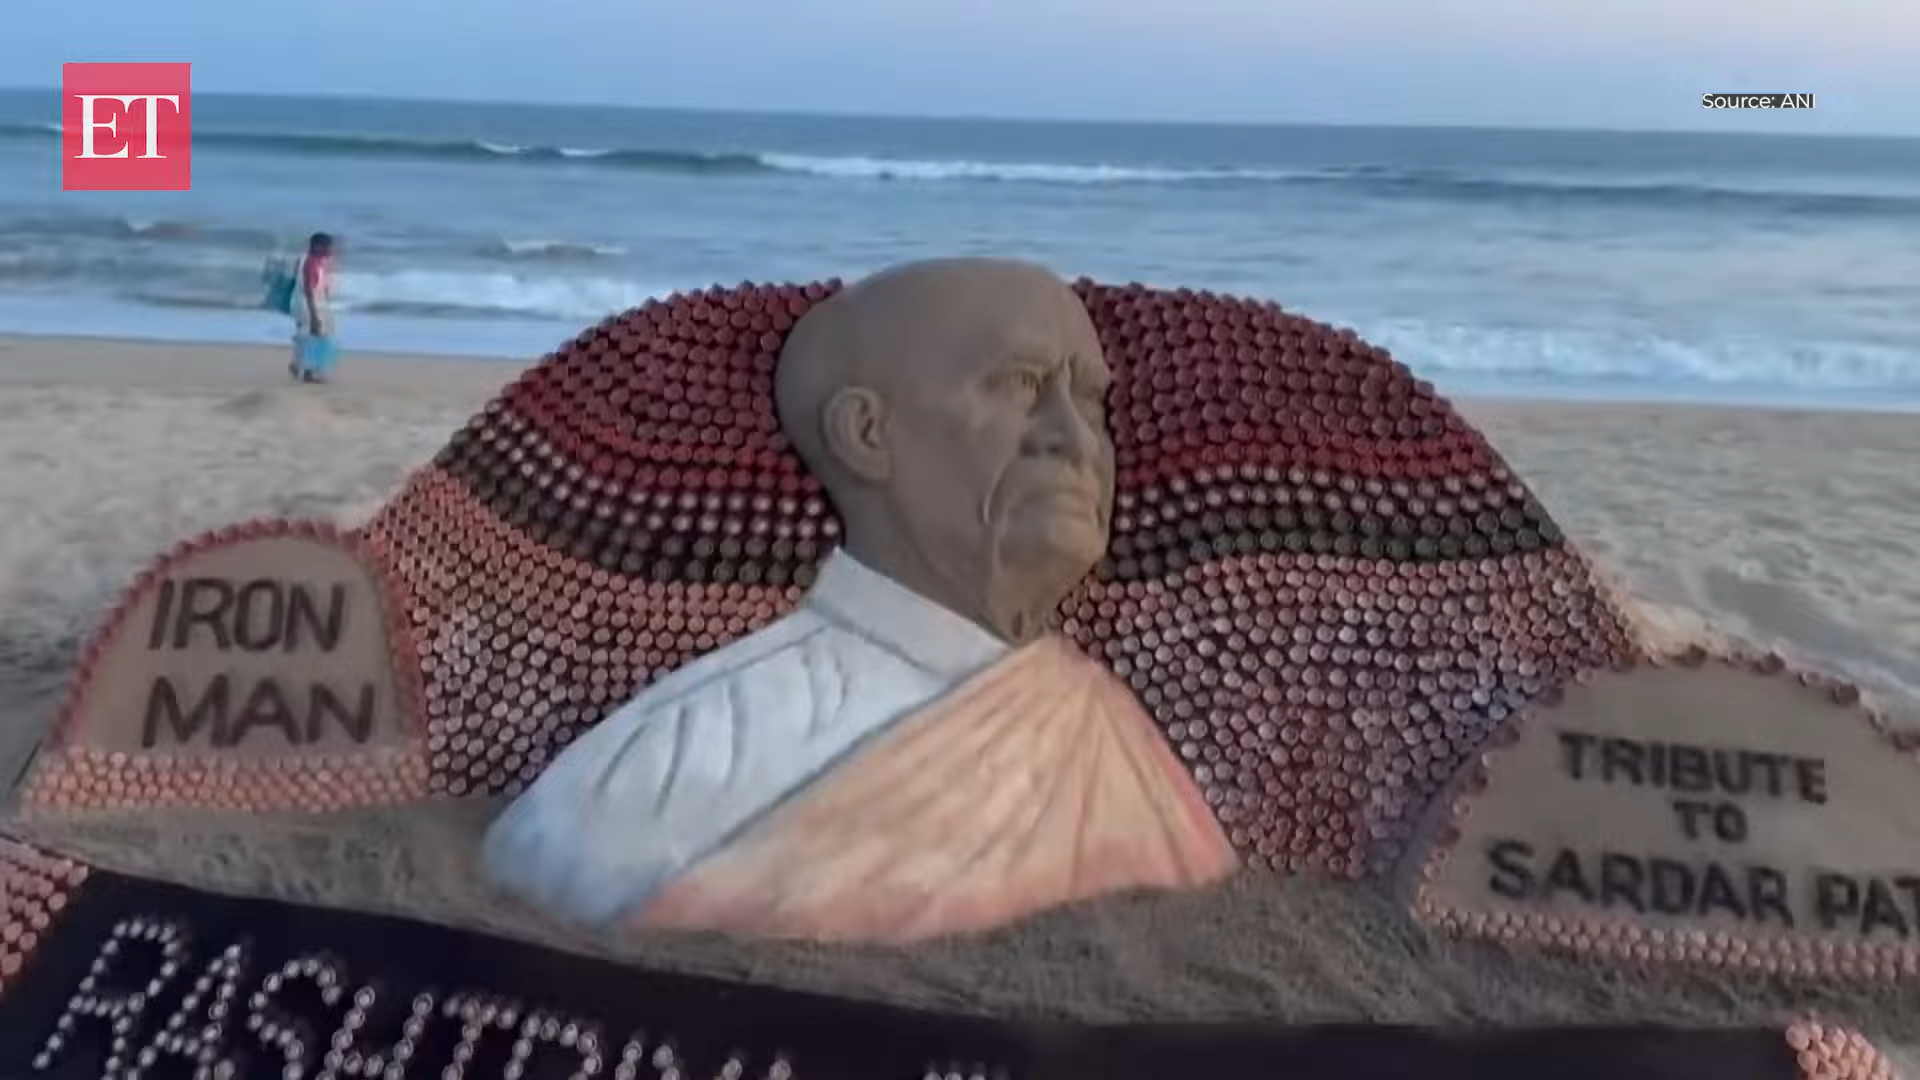 ET
Source: ANI
IRON
MAN
TRIBUTE
TO
SARDAR PAT